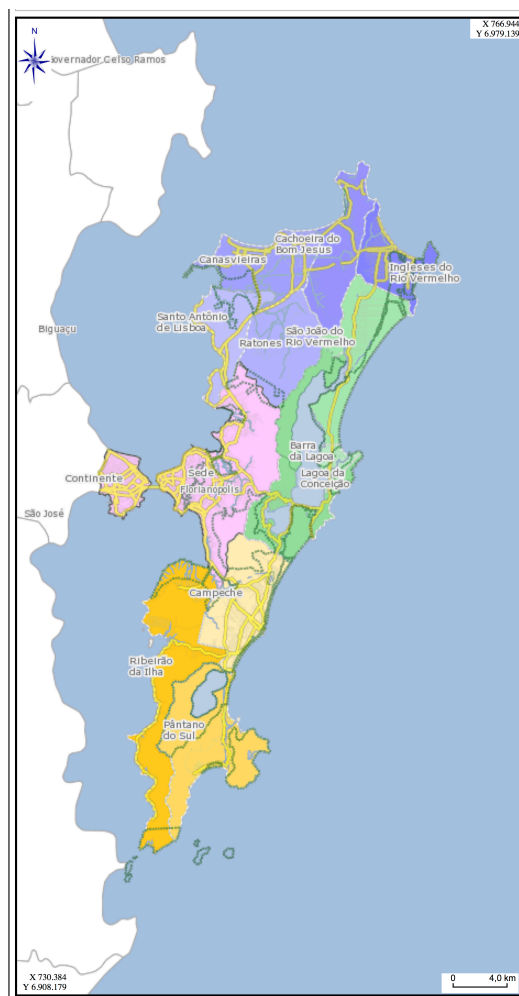 X 766.944
Y 6.979.139
N
overnador Celso Ramos
Cachoeira do
Bom Jesus
Canasvieiras
Ingleses do
Rio Vermelho
Santo Antônio
de Lisboa
Biguaçu
São João do
Rio Vermelho
Ratones
Barra
da Lagoa
Sede
Lagoa da
Conceição
Continente
Florianópolis
São José
Campeche
Ribeirão
da Ilha
Pântano
do Sul
X 730.384
Y 6.908.179
0 4,0 km